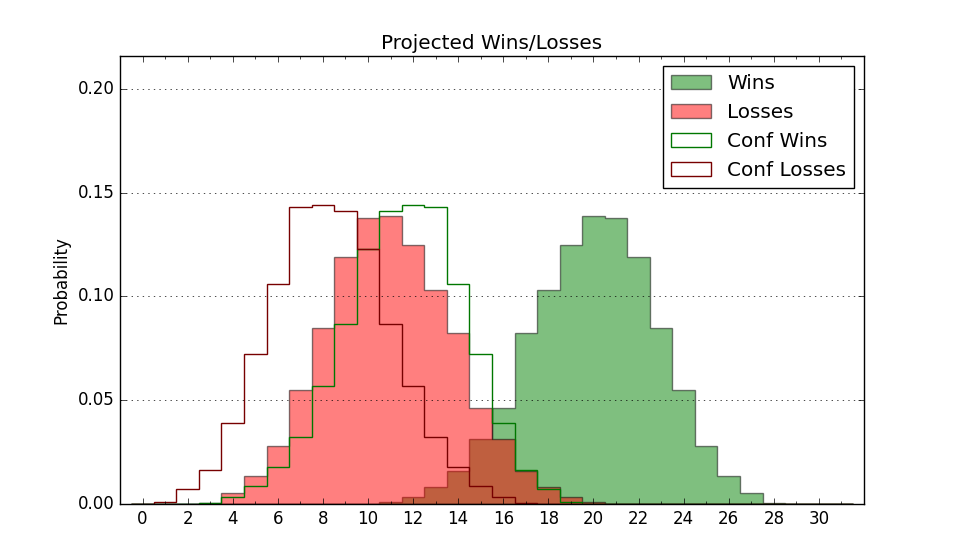 Projected Wins/Losses
Wins
Losses
Conf Wins
Conf Losses
Probability
0.20
0.15
0.10
0.05
0.00
0 2 4 6 8 10 12 14 16 18 20 22 24 26 28 30